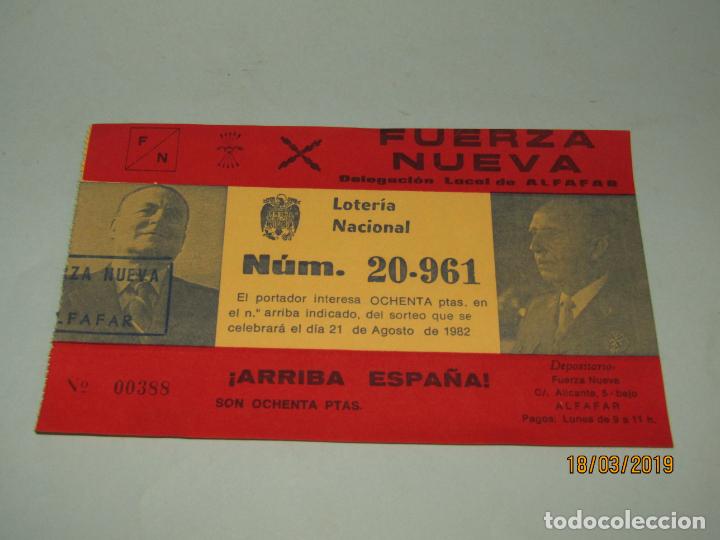 F
N
FUERZA
NUEVA
Delegación Local de ALFAFAR
Lotería
Nacional
Núm. 20-961
El portador interesa OCHENTA ptas. en
el n.º arriba indicado, del sorteo que se
celebrará el día 21 de Agosto de 1982
ZA NUEVA
LFAFAR
Nº 00388
¡ARRIBA ESPAÑA!
SON OCHENTA PTAS.
Depositario:
Fuerza Nueva
C/. Alicante, 5-bajo
ALFAFAR
Pagos: Lunes de 9 a 11 h.
18/03/2019
todocoleccion
todocoleccion.net